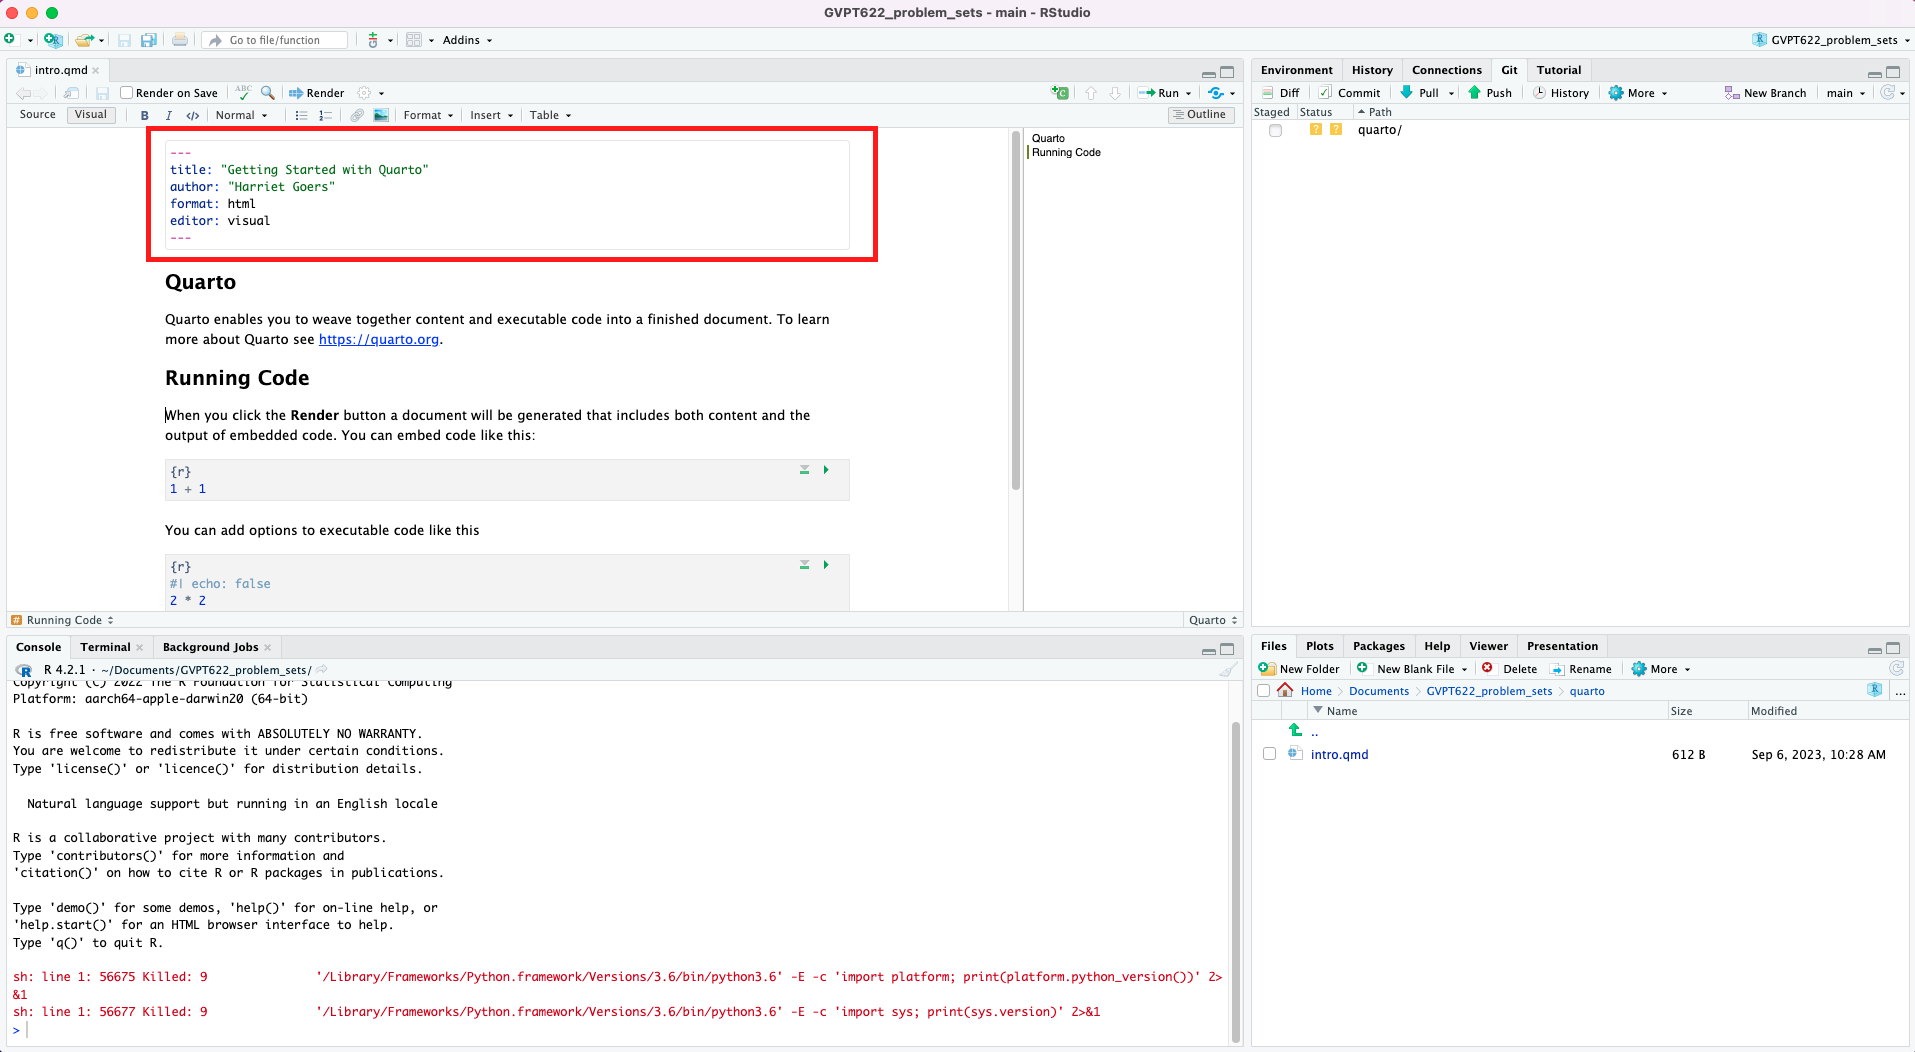 GVPT622_problem_sets - main - RStudio
Go to file/function
Addins
GVPT622_problem_sets
intro.qmd
Render on Save
ABC
Render
Run
Source
Visual
B
I
</>
Normal
Format
Insert
Table
Outline
---
title: "Getting Started with Quarto"
author: "Harriet Goers"
format: html
editor: visual
---
Quarto
Quarto enables you to weave together content and executable code into a finished document. To learn
more about Quarto see https://quarto.org.
Running Code
When you click the Render button a document will be generated that includes both content and the
output of embedded code. You can embed code like this:
{r}
1 + 1
You can add options to executable code like this
{r}
#| echo: false
2 * 2
Quarto
Running Code
# Running Code
Quarto
Environment History Connections Git Tutorial
Diff Commit Pull Push History More New Branch main
Staged Status Path
? ? quarto/
Console Terminal Background Jobs
R 4.2.1 · ~/Documents/GVPT622_problem_sets/
Copyright (C) 2022 The R Foundation for Statistical Computing
Platform: aarch64-apple-darwin20 (64-bit)
R is free software and comes with ABSOLUTELY NO WARRANTY.
You are welcome to redistribute it under certain conditions.
Type 'license()' or 'licence()' for distribution details.
Natural language support but running in an English locale
R is a collaborative project with many contributors.
Type 'contributors()' for more information and
'citation()' on how to cite R or R packages in publications.
Type 'demo()' for some demos, 'help()' for on-line help, or
'help.start()' for an HTML browser interface to help.
Type 'q()' to quit R.
sh: line 1: 56675 Killed: 9 '/Library/Frameworks/Python.framework/Versions/3.6/bin/python3.6' -E -c 'import platform; print(platform.python_version())' 2>
&1
sh: line 1: 56677 Killed: 9 '/Library/Frameworks/Python.framework/Versions/3.6/bin/python3.6' -E -c 'import sys; print(sys.version)' 2>&1
>
Files Plots Packages Help Viewer Presentation
New Folder New Blank File Delete Rename More
Home Documents GVPT622_problem_sets quarto ...
Name Size Modified
..
intro.qmd 612 B Sep 6, 2023, 10:28 AM